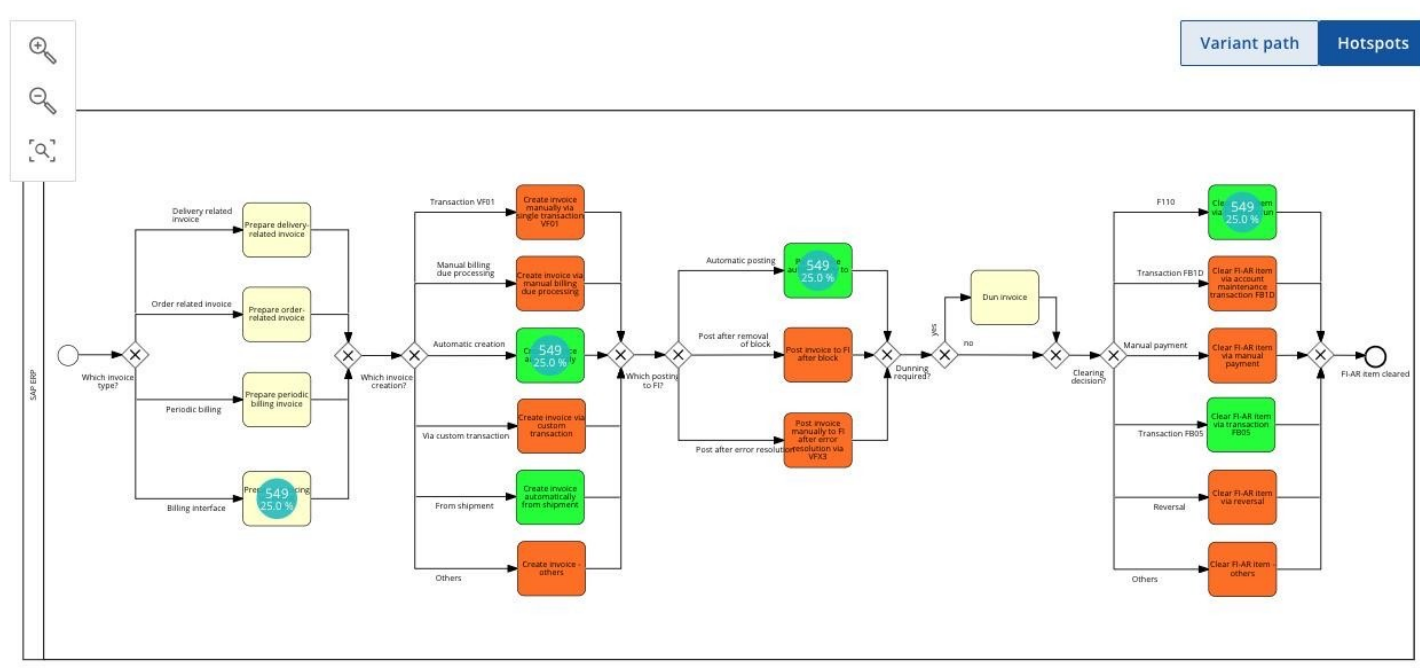 Variant path
Hotspots
SAP ERP
Which invoice
type?
Delivery related
invoice
Prepare delivery-
related invoice
Order related invoice
Prepare order-
related invoice
Periodic billing
Prepare periodic
billing invoice
Billing interface
549
25.0 %
Which invoice
creation?
Transaction VF01
Create invoice
manually via
single transaction
VF01
Manual billing
due processing
Create invoice via
manual billing
due processing
Automatic creation
549
25.0 %
Via custom transaction
Create invoice via
custom
transaction
From shipment
Create invoice
automatically
from shipment
Others
Create invoice -
others
Which posting
to FI?
Automatic posting
549
25.0 %
Post after removal
of block
Post invoice to FI
after block
Post after error resolution
Post invoice
manually to FI
after error
resolution via
VFX3
Dunning
required?
yes
Dun invoice
no
Clearing
decision?
F110
549
25.0 %
Transaction FB1D
Clear FI-AR item
via account
maintenance
transaction FB1D
Manual payment
Clear FI-AR item
via manual
payment
Transaction FB05
Clear FI-AR item
via transaction
FB05
Reversal
Clear FI-AR item
via reversal
Others
Clear FI-AR item -
others
FI-AR item cleared